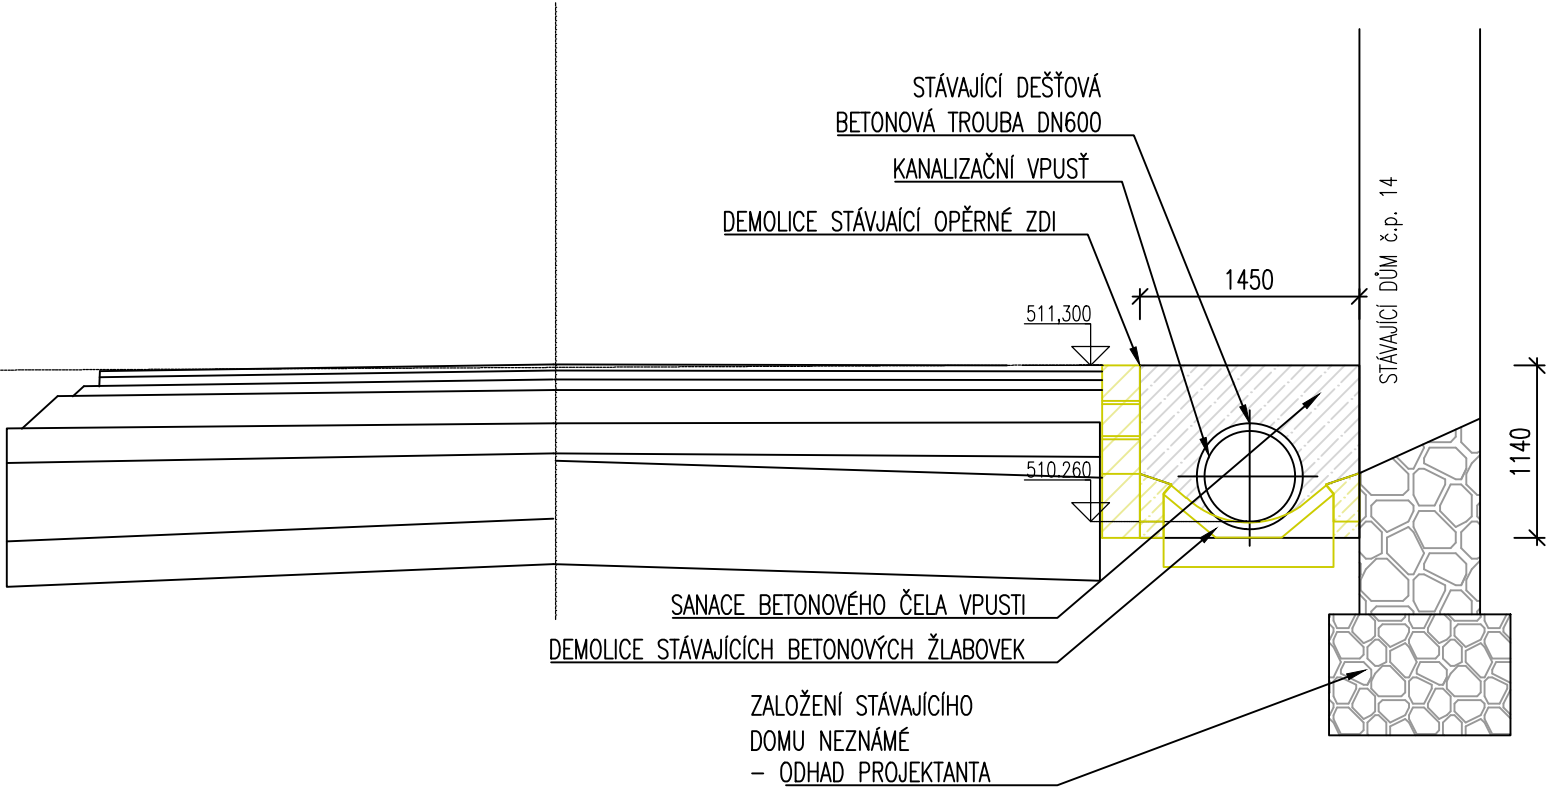 STÁVAJÍCÍ DEŠŤOVÁ
BETONOVÁ TROUBA DN600
KANALIZAČNÍ VPUSŤ
DEMOLICE STÁVJAÍCÍ OPĚRNÉ ZDI
1450
STÁVAJÍCÍ DŮM č.p. 14
511,300
1140
510.260
SANACE BETONOVÉHO ČELA VPUSTI
DEMOLICE STÁVAJÍCÍCH BETONOVÝCH ŽLABOVEK
ZALOŽENÍ STÁVAJÍCÍHO
DOMU NEZNÁMÉ
– ODHAD PROJEKTANTA